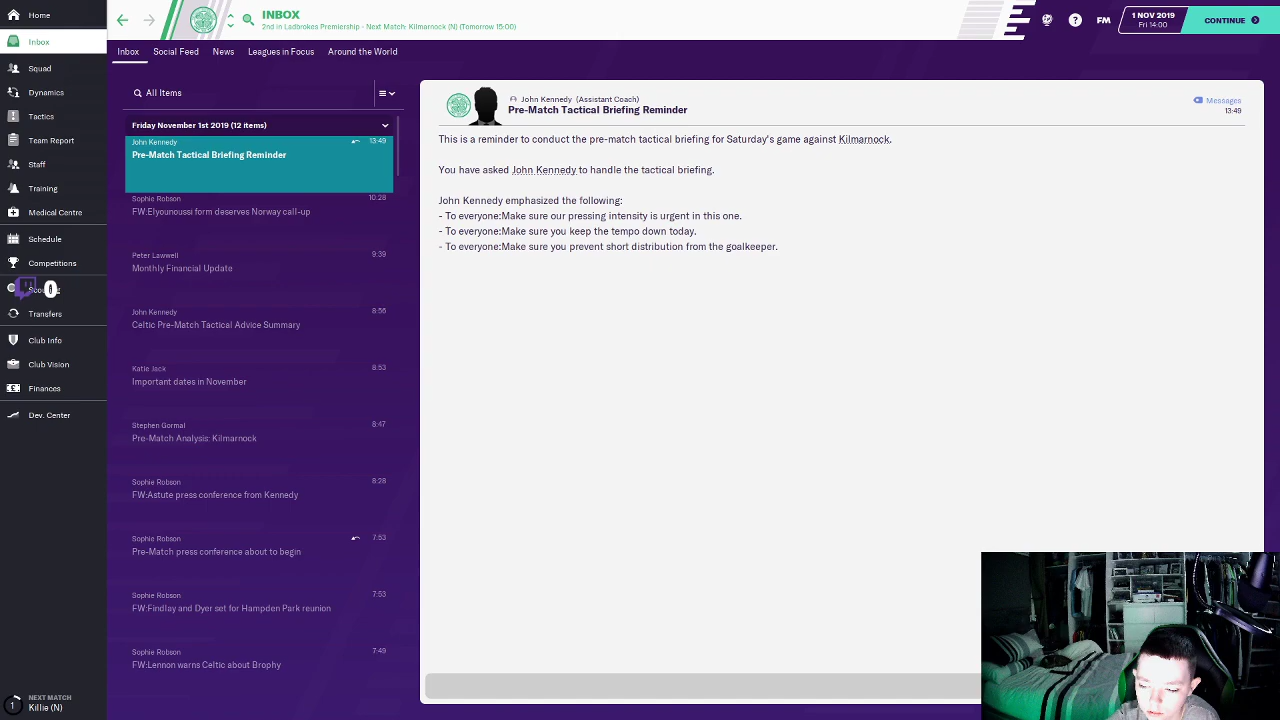 INBOX
2nd in Ladbrokes Premiership - Next Match: Kilmarnock (N) (Tomorrow 15:00)
FM
1 NOV 2019
Fri 14:00
CONTINUE
Inbox
Squad
Dynamics
Tactics
Team Report
Staff
Training
Medical Centre
Schedule
Competitions
Transfers
Club Info
Club Vision
Finances
Dev. Center
NEXT MATCH
Killie (N)
Inbox Social Feed News Leagues in Focus Around the World
All Items
Friday November 1st 2019 (12 items)
John Kennedy 13:49
Pre-Match Tactical Briefing Reminder
Sophie Robson 10:28
FW:Elyounoussi form deserves Norway call-up
Peter Lawwell 9:39
Monthly Financial Update
John Kennedy 8:56
Celtic Pre-Match Tactical Advice Summary
Katie Jack 8:53
Important dates in November
Stephen Gormal 8:47
Pre-Match Analysis: Kilmarnock
Sophie Robson 8:28
FW:Astute press conference from Kennedy
Sophie Robson 7:53
Pre-Match press conference about to begin
Sophie Robson 7:53
FW:Findlay and Dyer set for Hampden Park reunion
Sophie Robson 7:49
FW:Lennon warns Celtic about Brophy
John Kennedy (Assistant Coach)
Pre-Match Tactical Briefing Reminder
Messages
13:49
This is a reminder to conduct the pre-match tactical briefing for Saturday's game against Kilmarnock.
You have asked John Kennedy to handle the tactical briefing.
John Kennedy emphasized the following:
- To everyone:Make sure our pressing intensity is urgent in this one.
- To everyone:Make sure you keep the tempo down today.
- To everyone:Make sure you prevent short distribution from the goalkeeper.